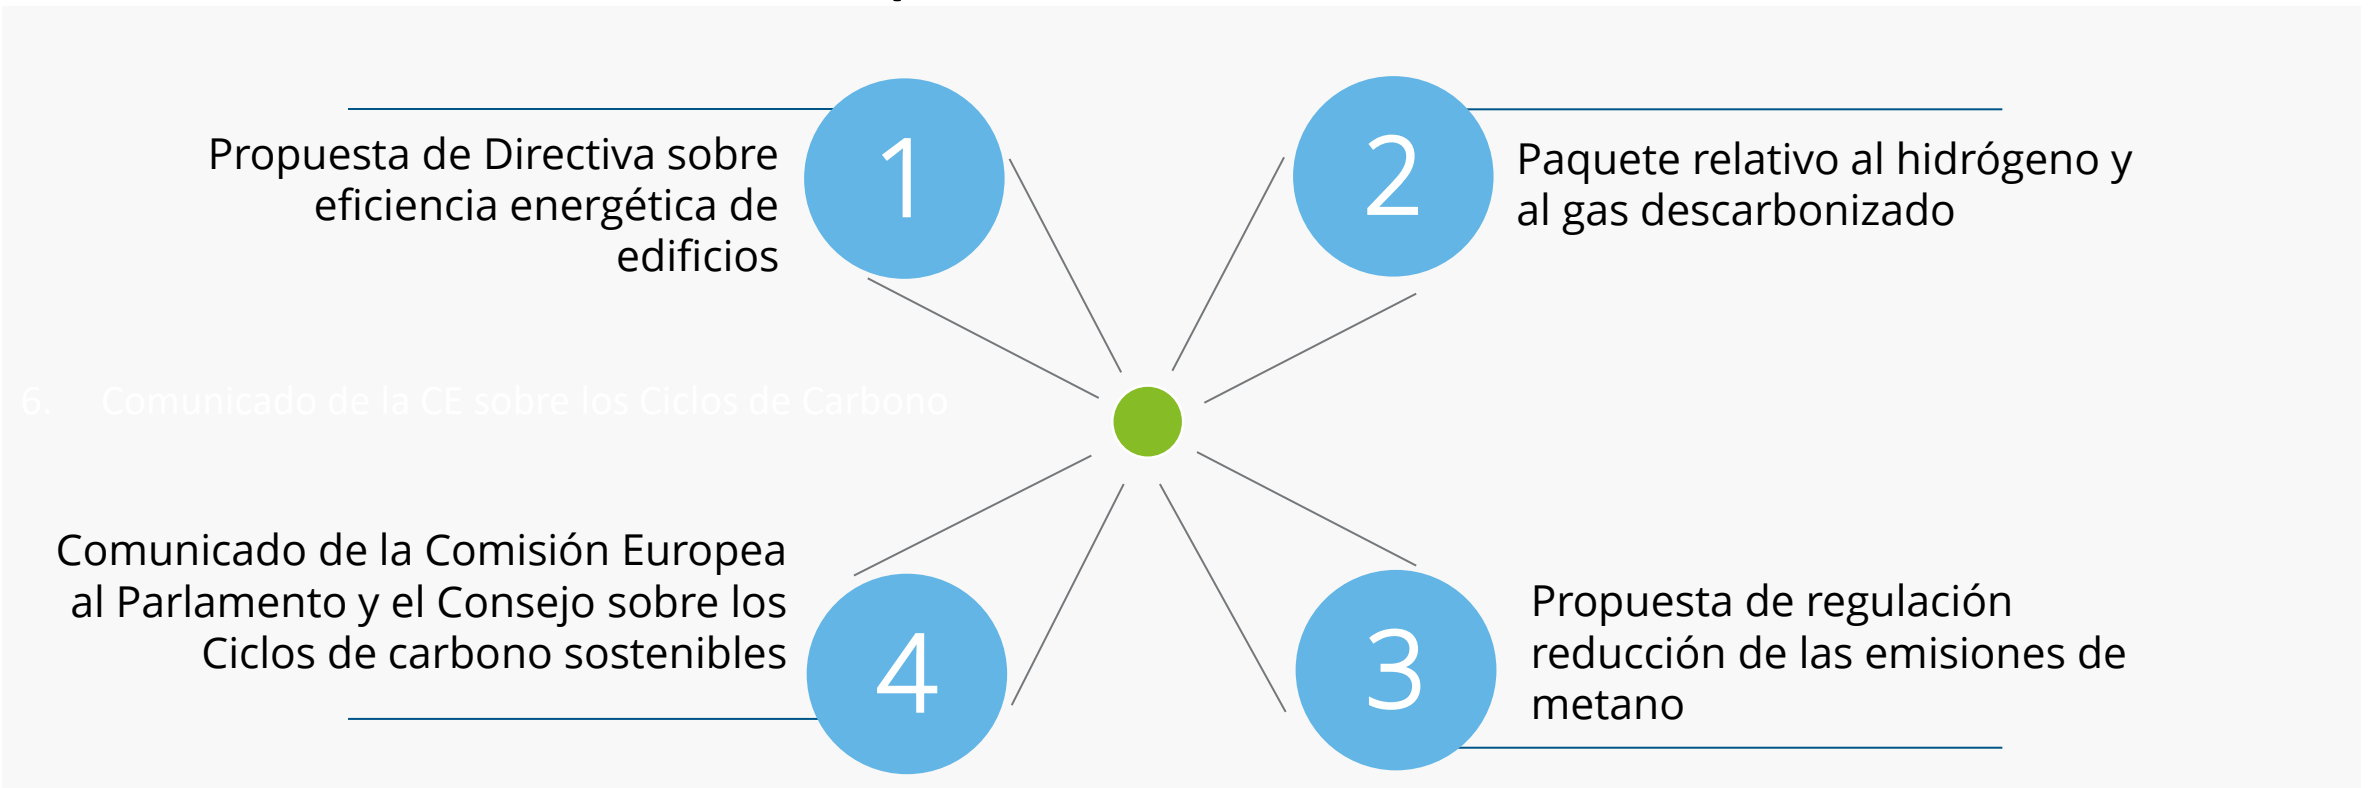 1
Propuesta de Directiva sobre
eficiencia energética de
edificios
2
Paquete relativo al hidrógeno y
al gas descarbonizado
6. Comunicado de la CE sobre los Ciclos de Carbono
Comunicado de la Comisión Europea
al Parlamento y el Consejo sobre los
Ciclos de carbono sostenibles
4
3
Propuesta de regulación
reducción de las emisiones de
metano